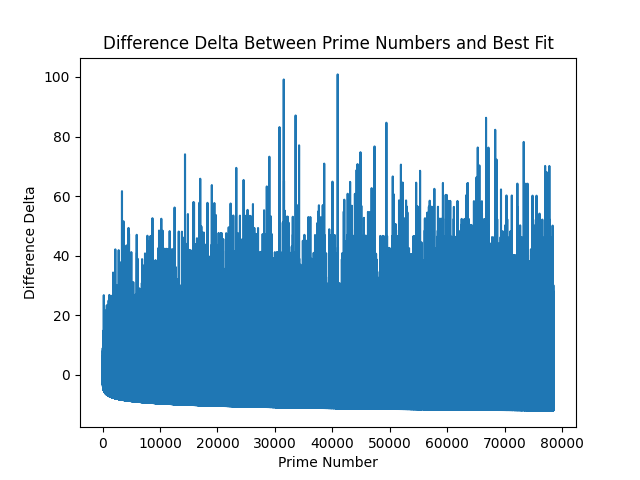 Difference Delta Between Prime Numbers and Best Fit
100
80
60
40
20
0
Difference Delta
0 10000 20000 30000 40000 50000 60000 70000 80000
Prime Number